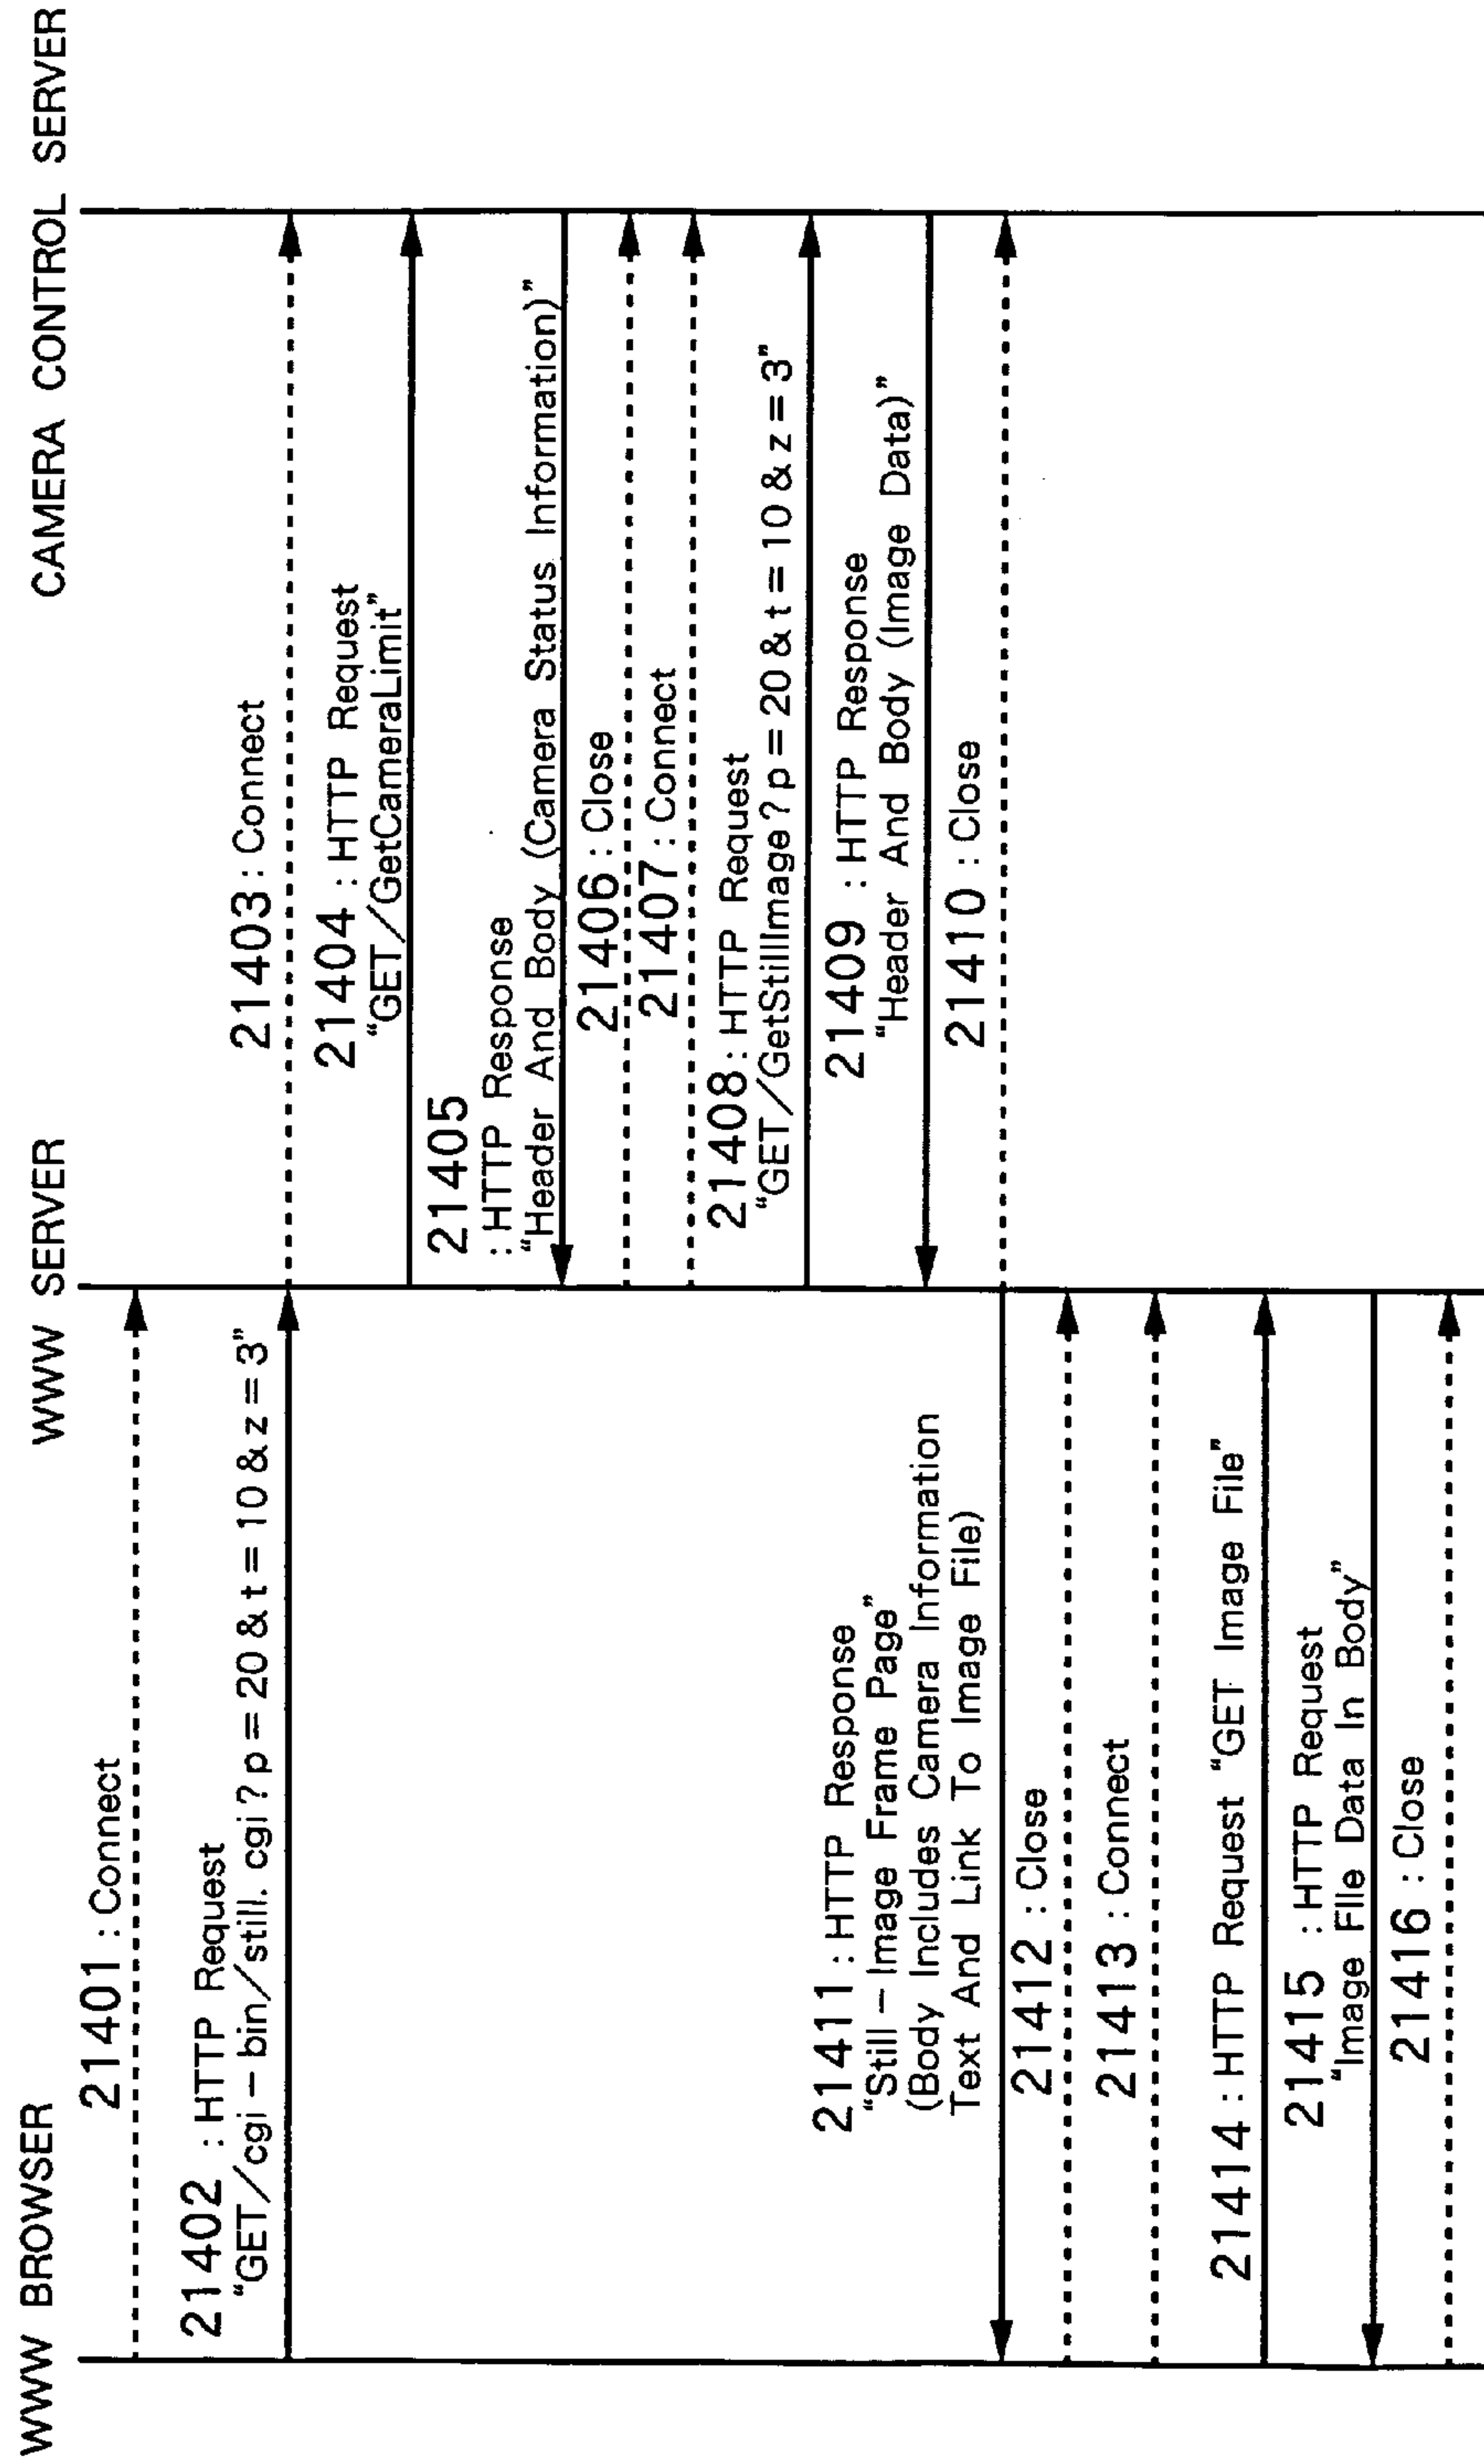 WWW BROWSER
WWW SERVER
CAMERA CONTROL SERVER
21401 : Connect
21402 : HTTP Request
“GET/cgi – bin/still. cgi ? p = 20 & t = 10 & z = 3”
21403 : Connect
21404 : HTTP Request
“GET/GetCameraLimit”
21405
: HTTP Response
“Header And Body (Camera Status Information)”
21406 : Close
21407 : Connect
21408 : HTTP Request
“GET/GetStillImage ? p = 20 & t = 10 & z = 3”
21409 : HTTP Response
“Header And Body (Image Data)”
21410 : Close
21411 : HTTP Response
“Still – Image Frame Page”
(Body Includes Camera Information
Text And Link To Image File)
21412 : Close
21413 : Connect
21414 : HTTP Request “GET Image File”
21415 : HTTP Request
“Image File Data In Body”
21416 : Close